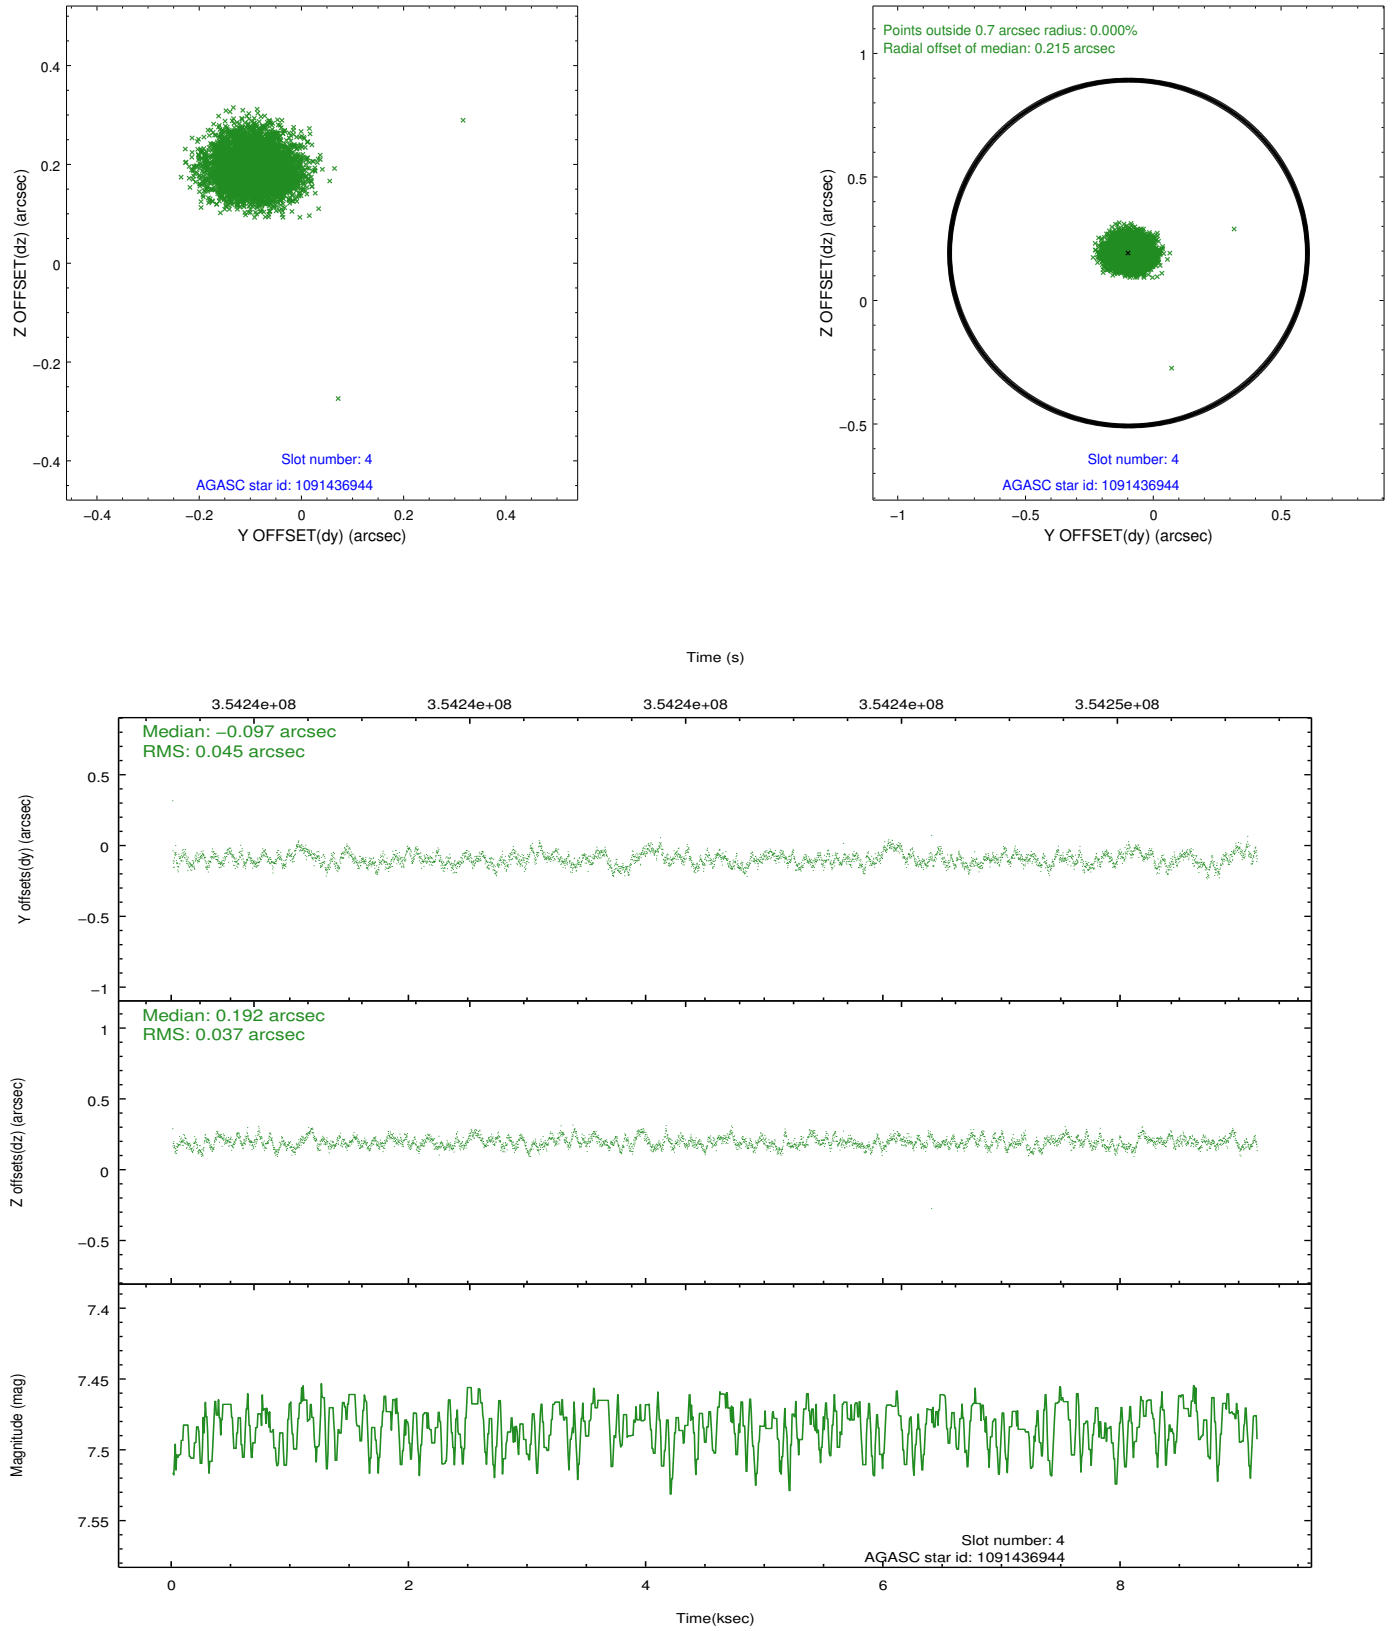 0.4
0.2
0
−0.2
−0.4
−0.4
−0.2
0
0.2
0.4
Z OFFSET(dz) (arcsec)
Y OFFSET(dy) (arcsec)
Slot number: 4
AGASC star id: 1091436944
Points outside 0.7 arcsec radius: 0.000%
Radial offset of median: 0.215 arcsec
1
0.5
0
−0.5
−1
−0.5
0
0.5
Z OFFSET(dz) (arcsec)
Y OFFSET(dy) (arcsec)
Slot number: 4
AGASC star id: 1091436944
Time (s)
3.5424e+08
3.5424e+08
3.5424e+08
3.5424e+08
3.5425e+08
Median: −0.097 arcsec
RMS: 0.045 arcsec
0.5
0
−0.5
−1
Y offsets(dy) (arcsec)
Median: 0.192 arcsec
RMS: 0.037 arcsec
1
0.5
0
−0.5
Z offsets(dz) (arcsec)
7.4
7.45
7.5
7.55
Magnitude (mag)
Slot number: 4
AGASC star id: 1091436944
0
2
4
6
8
Time(ksec)